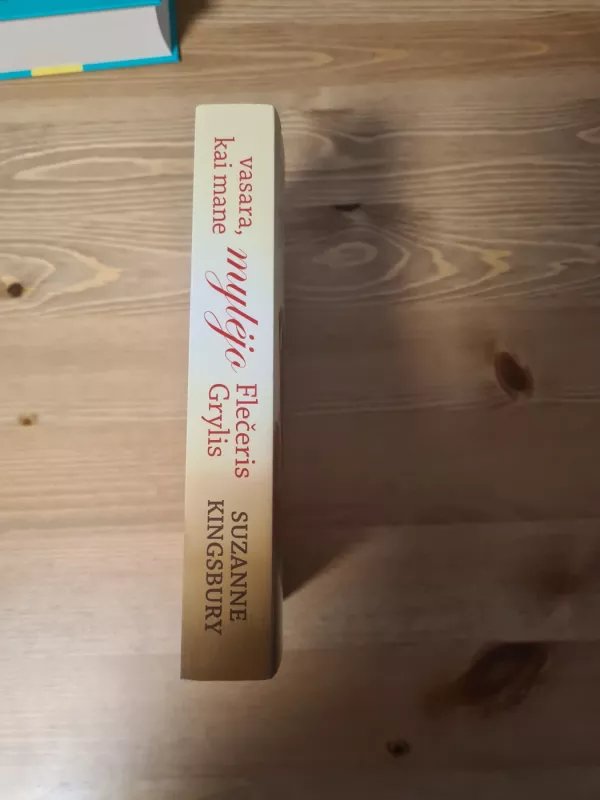 vasara,
kai mane
mylėjo
Flečeris
Grylis
SUZANNE
KINGSBURY